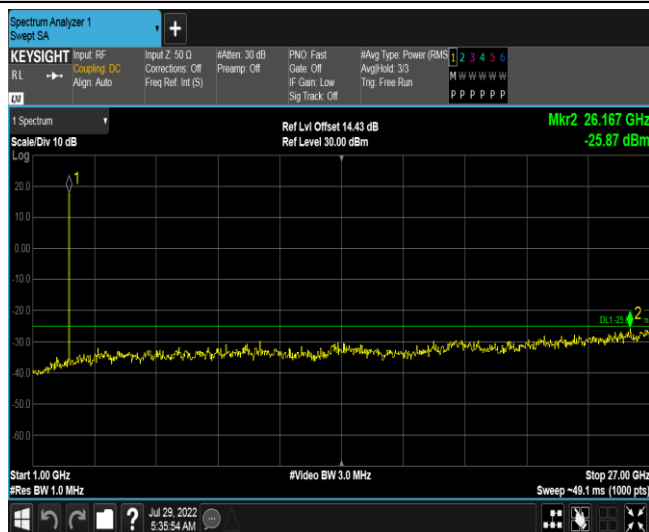 Spectrum Analyzer 1
Swept SA
+
KEYSIGHT Input: RF Input Z: 50 Ω #Atten: 30 dB PNO: Fast #Avg Type: Power (RMS 1 2 3 4 5 6
RL Coupling: DC Corrections: Off Preamp: Off Gate: Off Avg|Hold: 3/3 M W W W W W
Align: Auto Freq Ref: Int (S) IF Gain: Low Trig: Free Run
Sig Track: Off P P P P P P
LXI
1 Spectrum Ref Lvl Offset 14.43 dB Mkr2 26.167 GHz
Scale/Div 10 dB Ref Level 30.00 dBm -25.87 dBm
Log
1
20.0
10.0
0.00
-10.0
-20.0
DL1 -25. 2
-30.0
-40.0
-50.0
-60.0
Start 1.00 GHz #Video BW 3.0 MHz Stop 27.00 GHz
#Res BW 1.0 MHz Sweep ~49.1 ms (1000 pts)
? Jul 29, 2022
5:35:54 AM